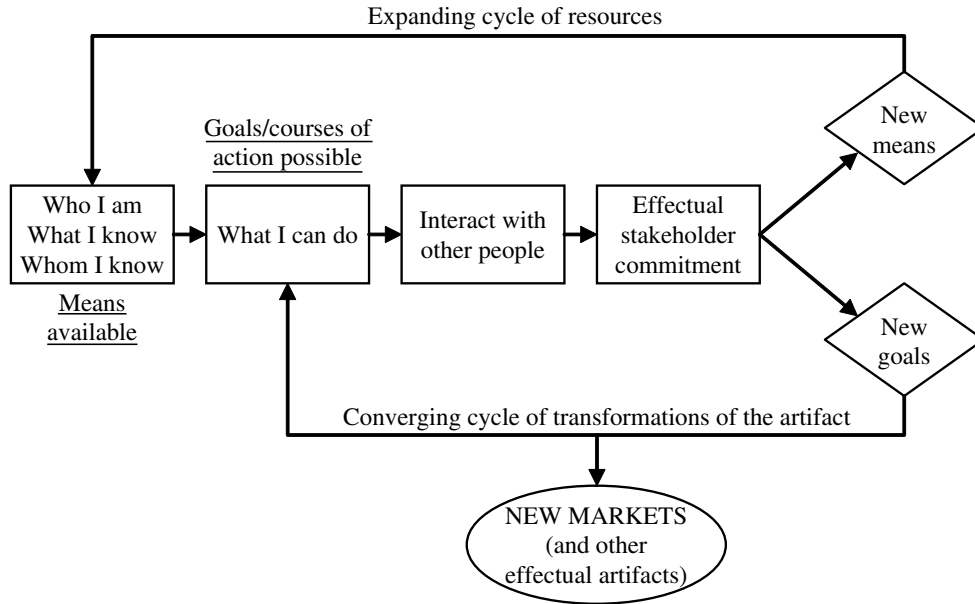 Expanding cycle of resources
New
means
Goals/courses of
action possible
Who I am
What I know
Whom I know
What I can do
Interact with
other people
Effectual
stakeholder
commitment
Means
available
New
goals
Converging cycle of transformations of the artifact
NEW MARKETS
(and other
effectual artifacts)